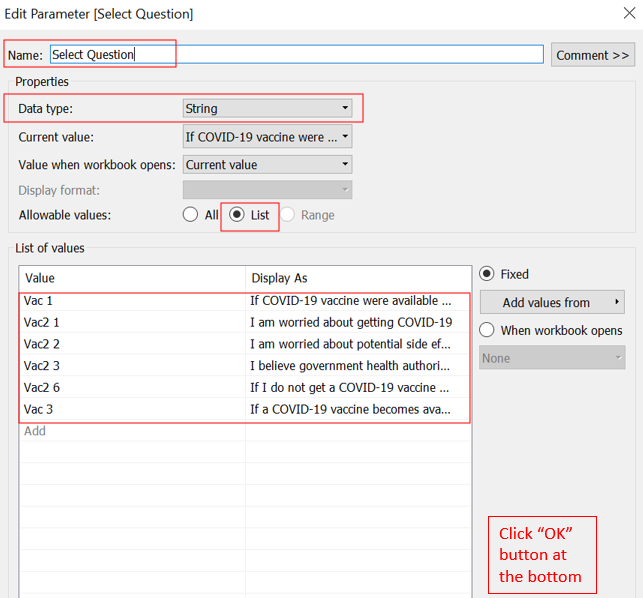 Edit Parameter [Select Question]
Name: Select Question Comment >>
Properties
Data type: String
Current value: If COVID-19 vaccine were ...
Value when workbook opens: Current value
Display format:
Allowable values: All List Range
List of values
Value Display As
Vac 1 If COVID-19 vaccine were available ...
Vac2 1 I am worried about getting COVID-19
Vac2 2 I am worried about potential side ef...
Vac2 3 I believe government health authori...
Vac2 6 If I do not get a COVID-19 vaccine ...
Vac 3 If a COVID-19 vaccine becomes ava...
Add
Fixed
Add values from
When workbook opens
None
Click “OK”
button at
the bottom